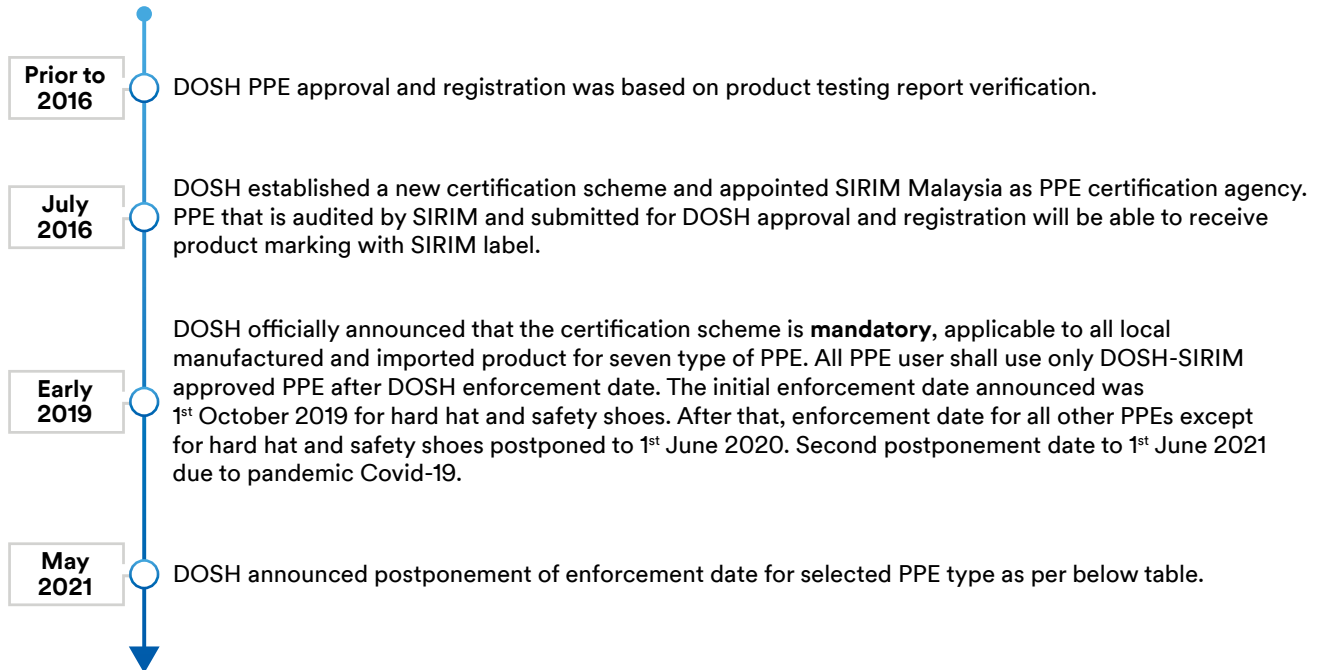 Prior to
2016
DOSH PPE approval and registration was based on product testing report verification.
July
2016
DOSH established a new certification scheme and appointed SIRIM Malaysia as PPE certification agency.
PPE that is audited by SIRIM and submitted for DOSH approval and registration will be able to receive
product marking with SIRIM label.
Early
2019
DOSH officially announced that the certification scheme is mandatory, applicable to all local
manufactured and imported product for seven type of PPE. All PPE user shall use only DOSH-SIRIM
approved PPE after DOSH enforcement date. The initial enforcement date announced was
1st October 2019 for hard hat and safety shoes. After that, enforcement date for all other PPEs except
for hard hat and safety shoes postponed to 1st June 2020. Second postponement date to 1st June 2021
due to pandemic Covid-19.
May
2021
DOSH announced postponement of enforcement date for selected PPE type as per below table.